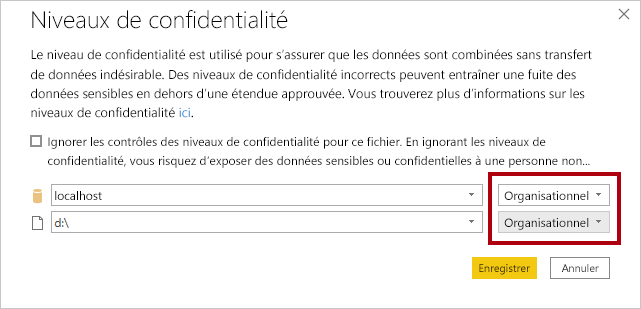 Niveaux de confidentialité
Le niveau de confidentialité est utilisé pour s'assurer que les données sont combinées sans transfert
de données indésirable. Des niveaux de confidentialité incorrects peuvent entraîner une fuite des
données sensibles en dehors d'une étendue approuvée. Vous trouverez plus d'informations sur les
niveaux de confidentialité ici.
Ignorer les contrôles des niveaux de confidentialité pour ce fichier. En ignorant les niveaux de
confidentialité, vous risquez d'exposer des données sensibles ou confidentielles à une personne non...
localhost Organisationnel
d:\ Organisationnel
Enregistrer Annuler